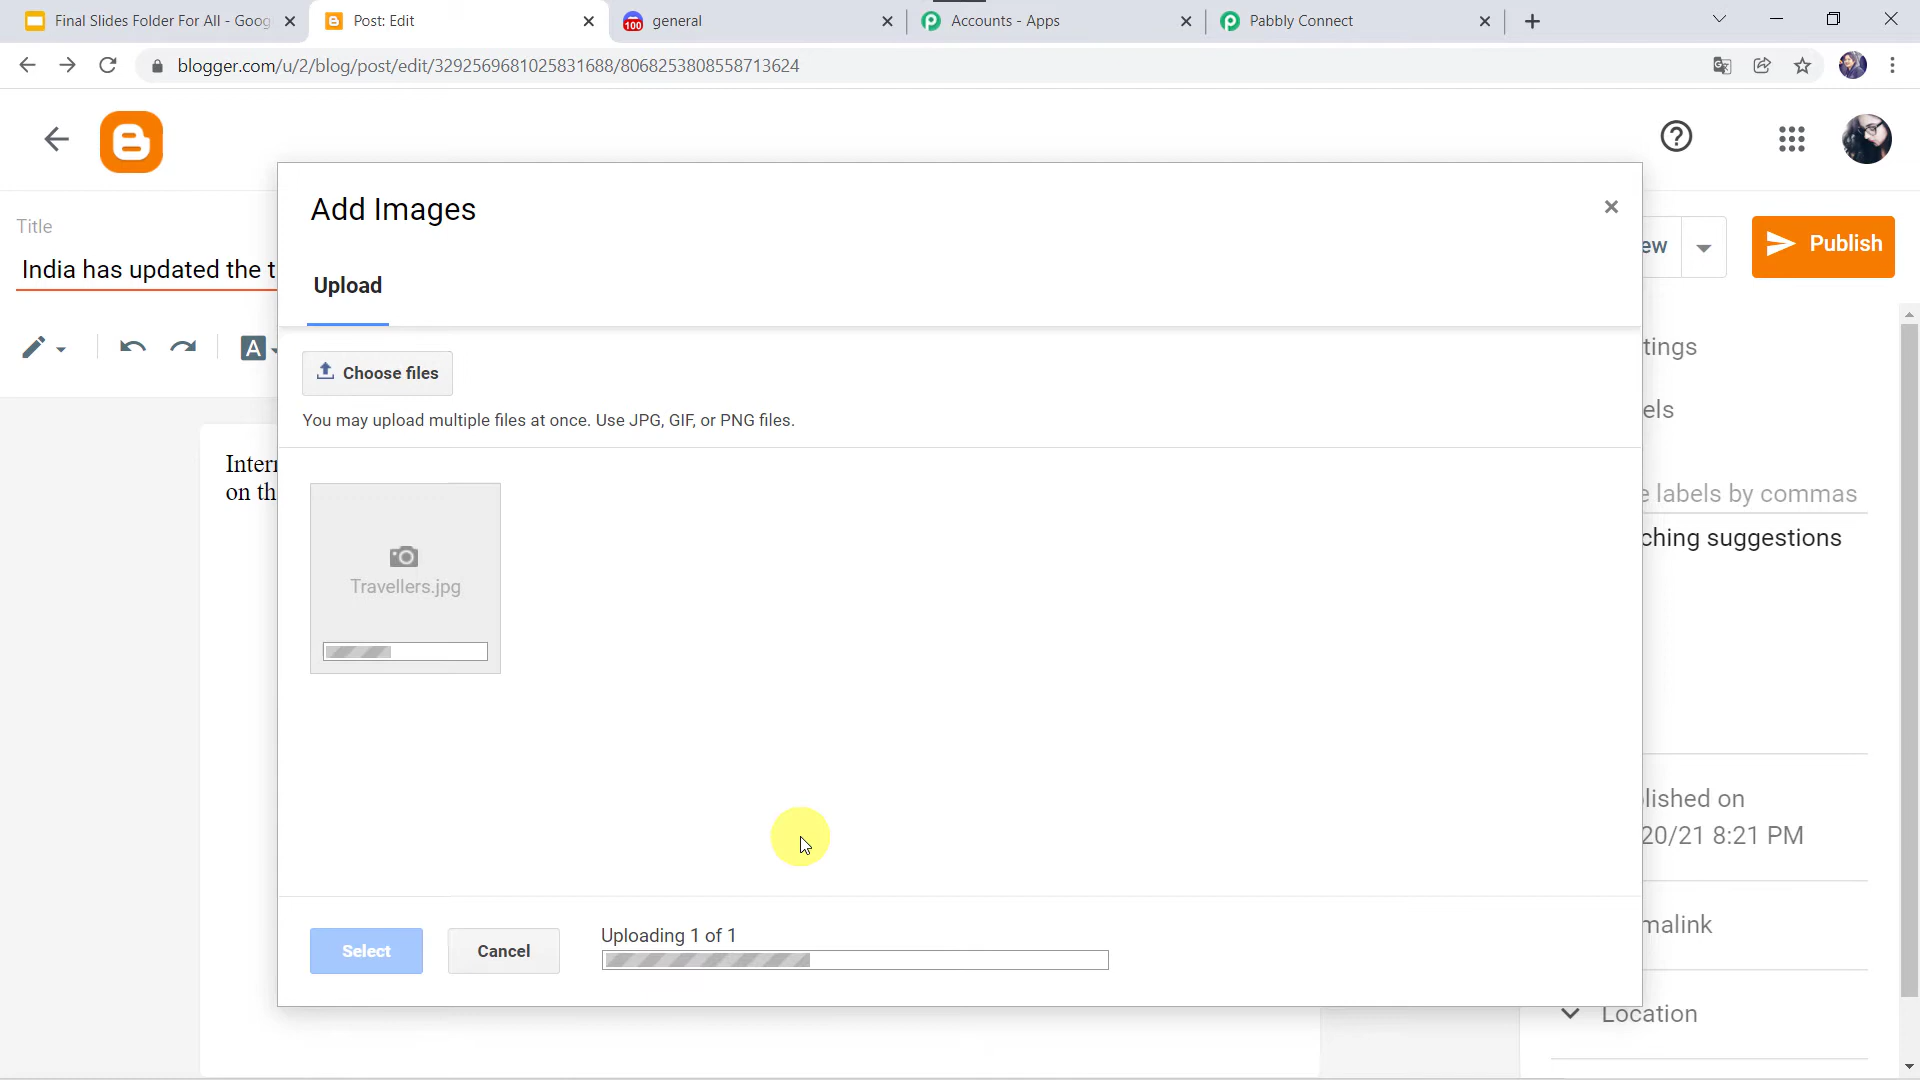 Final Slides Folder For All - Goog
Post: Edit
100
general
Accounts - Apps
Pabbly Connect
blogger.com/u/2/blog/post/edit/3292569681025831688/8068253808558713624
Add Images
Title
India has updated the t
ew
Publish
Upload
A
tings
Choose files
You may upload multiple files at once. Use JPG, GIF, or PNG files.
els
Intern
on th
e labels by commas
ching suggestions
Travellers.jpg
lished on
20/21 8:21 PM
malink
Select
Cancel
Uploading 1 of 1
Location